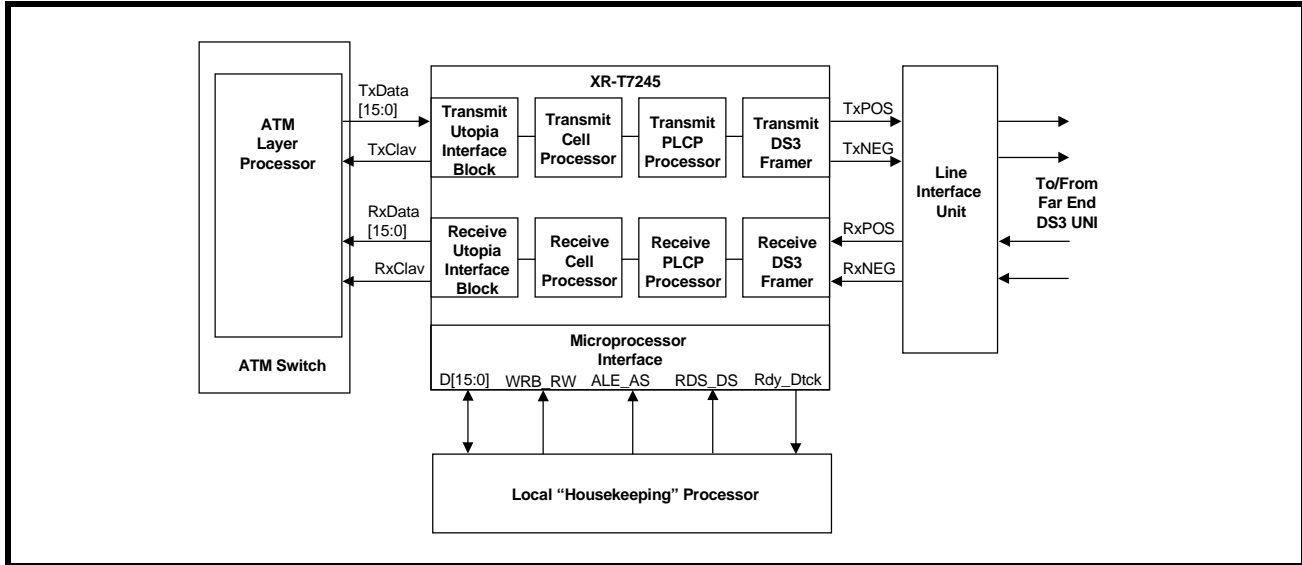 ATM
Layer
Processor
ATM Switch
TxData
[15:0]
TxClav
RxData
[15:0]
RxClav
XR-T7245
Transmit
Utopia
Interface
Block
Transmit
Cell
Processor
Transmit
PLCP
Processor
Transmit
DS3
Framer
Receive
Utopia
Interface
Block
Receive
Cell
Processor
Receive
PLCP
Processor
Receive
DS3
Framer
Microprocessor
Interface
D[15:0] WRB_RW ALE_AS RDS_DS Rdy_Dtck
TxPOS
TxNEG
RxPOS
RxNEG
Line
Interface
Unit
To/From
Far End
DS3 UNI
Local “Housekeeping” Processor